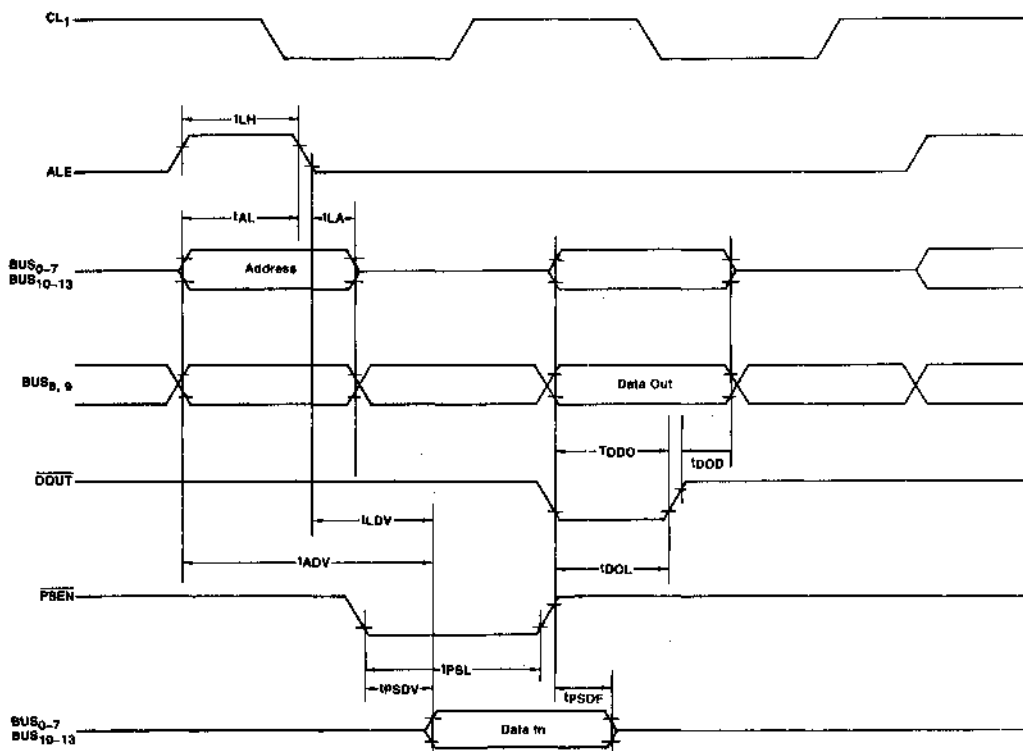 CL1
tLH
ALE
tAL
tLA
BUS0-7
BUS10-13
Address
BUS8, 9
Data Out
TODO
tDOD
DOUT
tLDV
tADV
tDOL
PSEN
tPSL
tPSDV
tPSDF
BUS0-7
BUS10-13
Data In